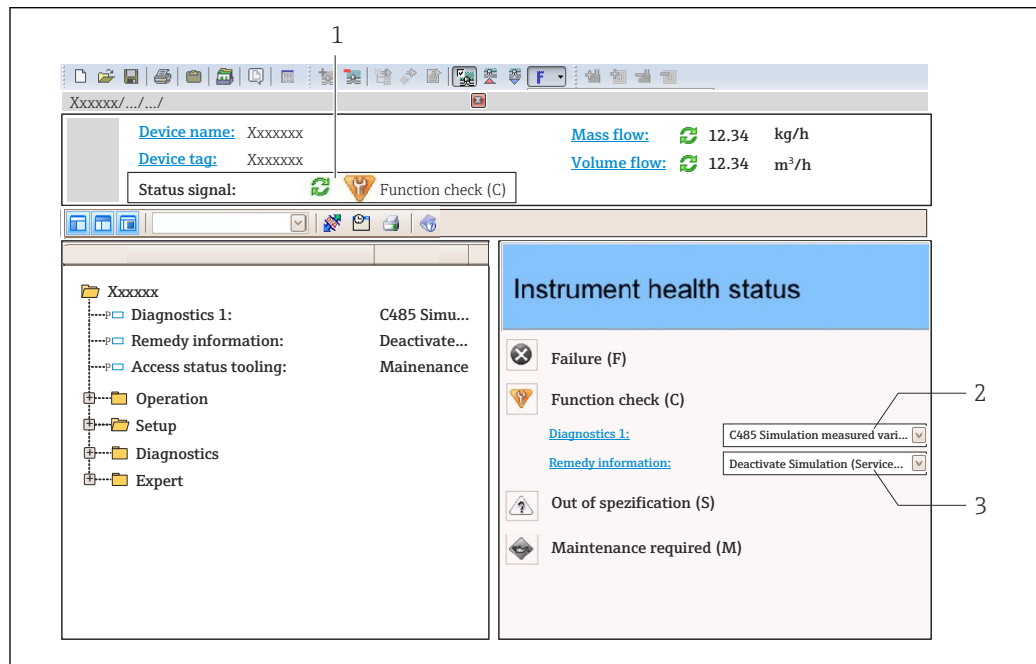 1
F
Xxxxxx/.../.../
Device name: Xxxxxxx
Mass flow: 12.34 kg/h
Device tag: Xxxxxxx
Volume flow: 12.34 m³/h
Status signal: Function check (C)
Xxxxxx
P Diagnostics 1: C485 Simu...
P Remedy information: Deactivate...
P Access status tooling: Mainenance
Operation
Setup
Diagnostics
Expert
Instrument health status
Failure (F)
Function check (C)
Diagnostics 1: C485 Simulation measured vari...
2
Remedy information: Deactivate Simulation (Service...
3
Out of spezification (S)
Maintenance required (M)